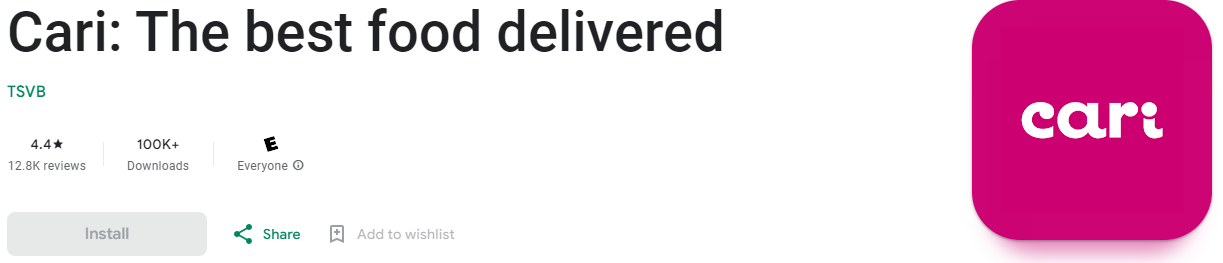 Cari: The best food delivered
TSVB
4.4★
12.8K reviews
100K+
Downloads
E
Everyone
Install
Share
Add to wishlist
cari